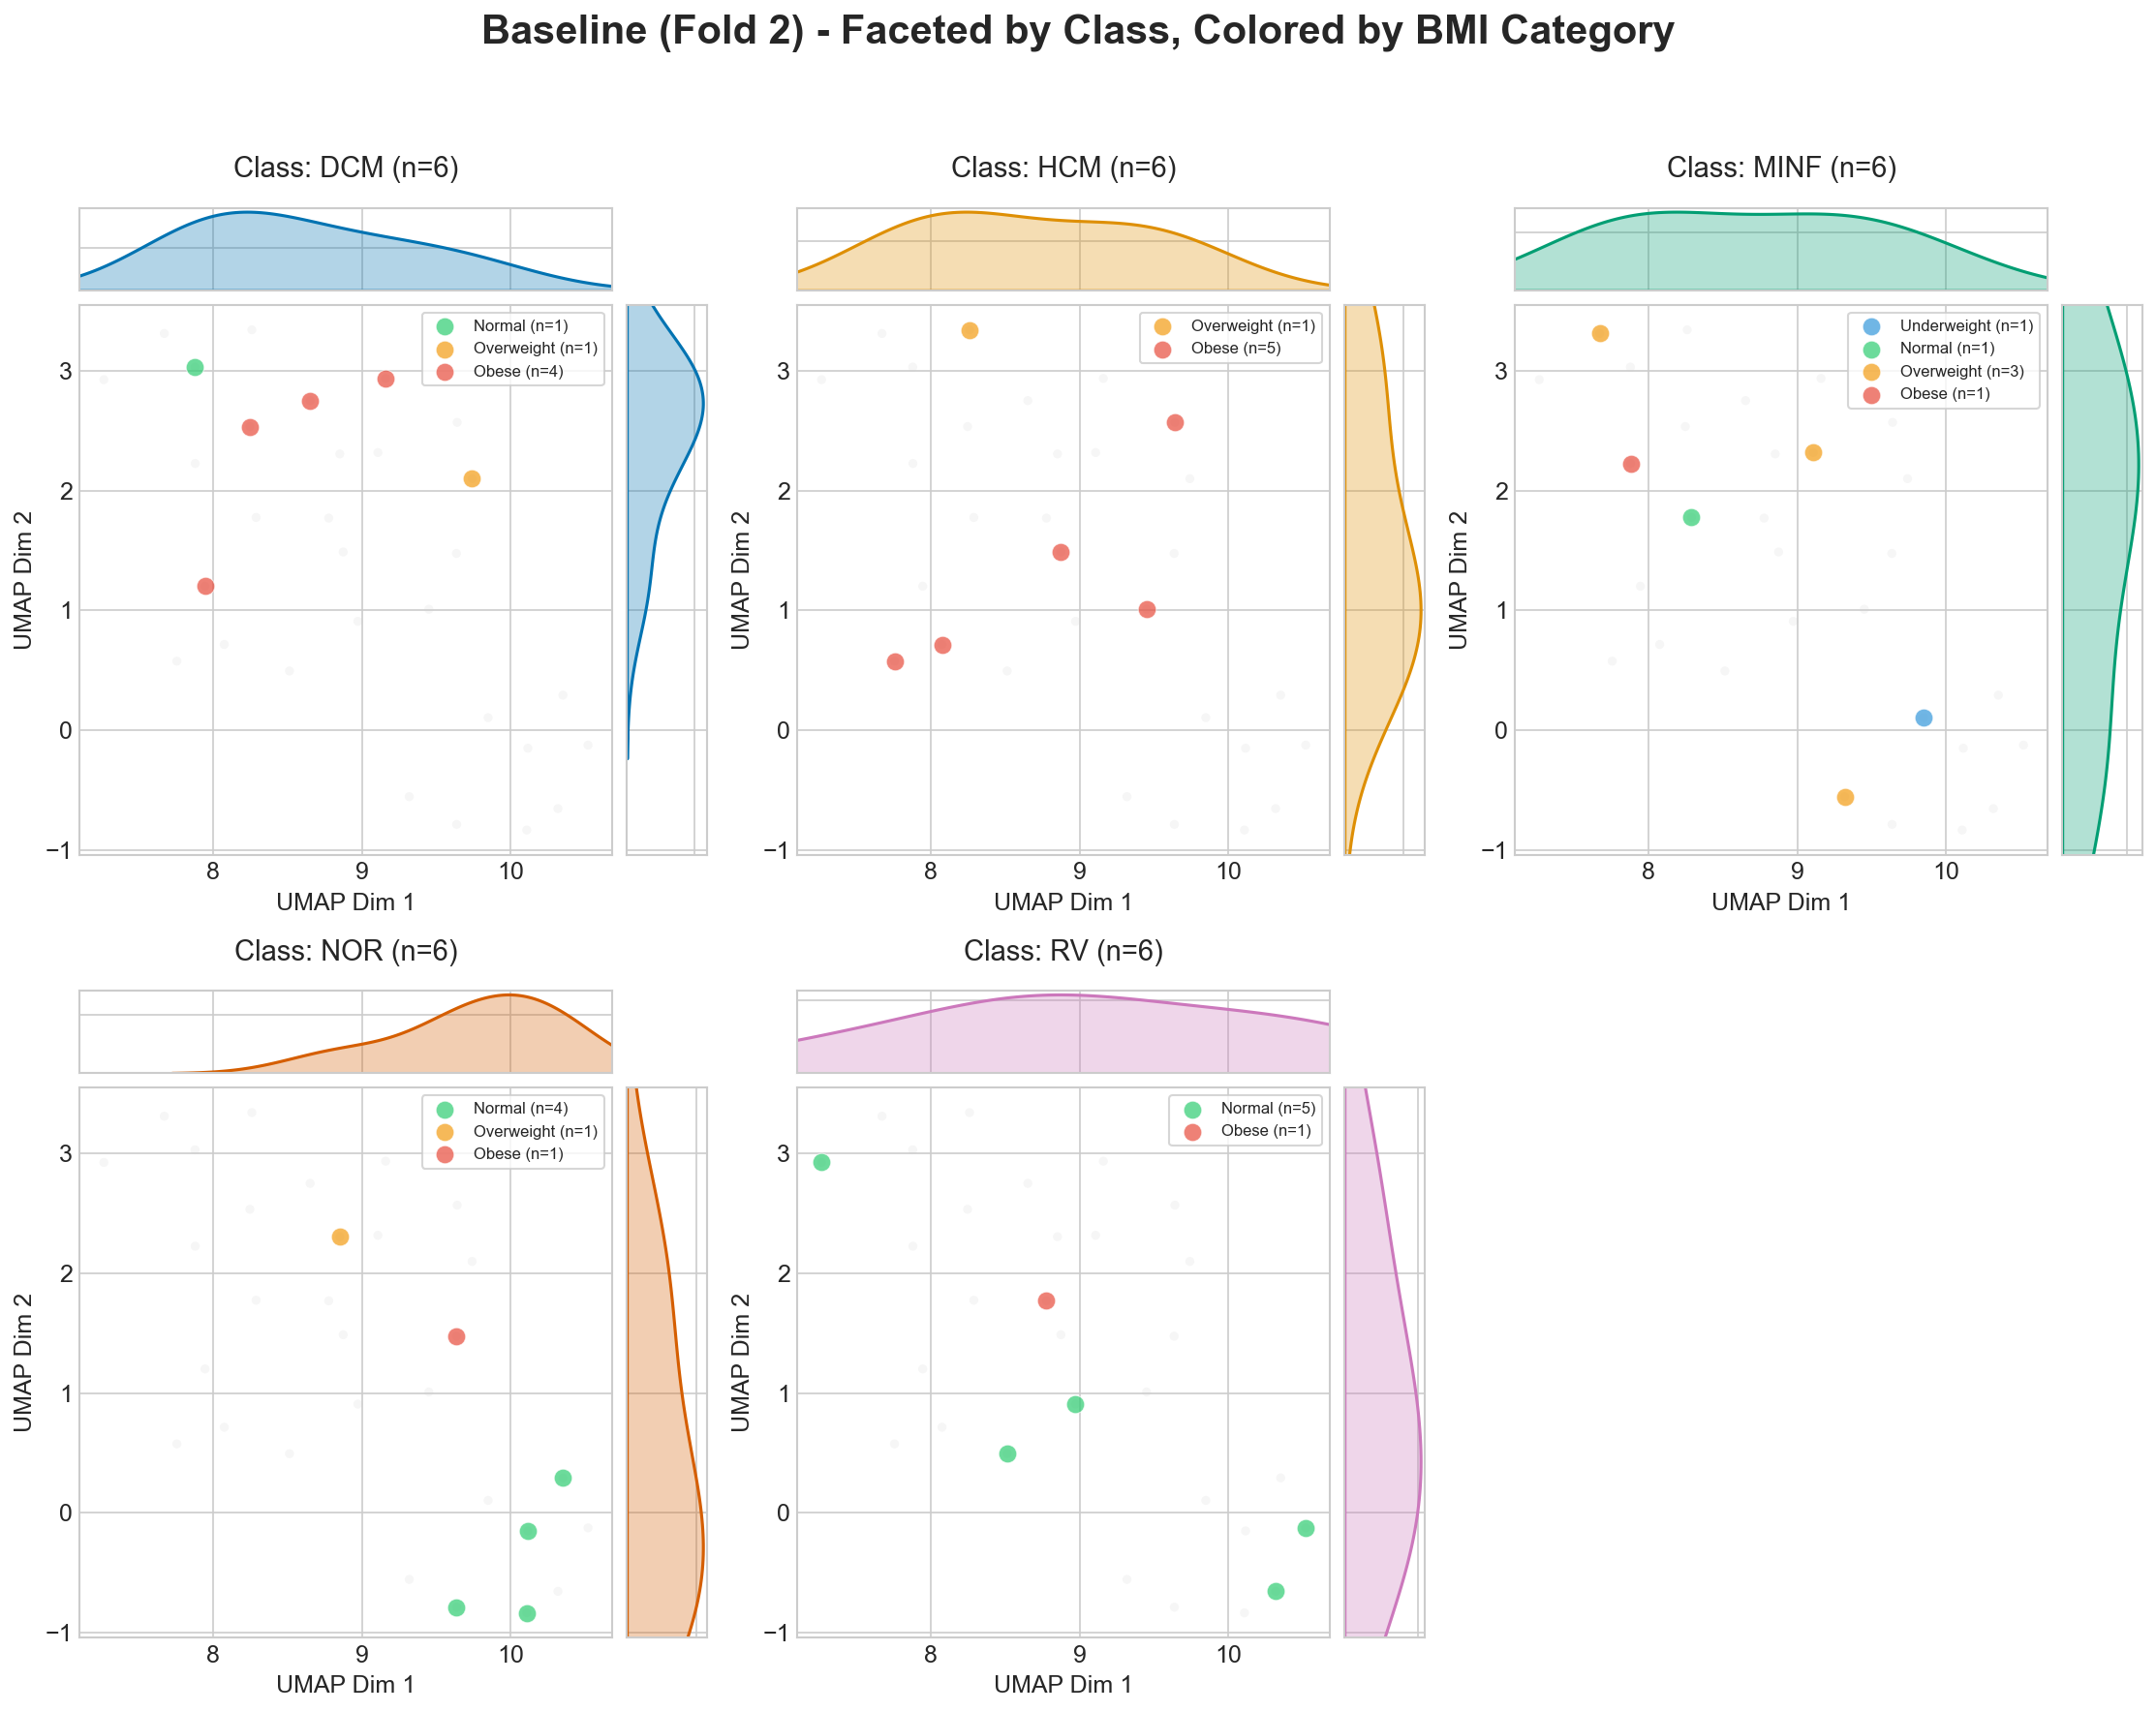 Baseline (Fold 2) - Faceted by Class, Colored by BMI Category
Class: DCM (n=6)
Normal (n=1)
Overweight (n=1)
Obese (n=4)
3
2
1
0
−1
8 9 10
UMAP Dim 2
UMAP Dim 1
Class: HCM (n=6)
Overweight (n=1)
Obese (n=5)
3
2
1
0
−1
8 9 10
UMAP Dim 2
UMAP Dim 1
Class: MINF (n=6)
Underweight (n=1)
Normal (n=1)
Overweight (n=3)
Obese (n=1)
3
2
1
0
−1
8 9 10
UMAP Dim 2
UMAP Dim 1
Class: NOR (n=6)
Normal (n=4)
Overweight (n=1)
Obese (n=1)
3
2
1
0
−1
8 9 10
UMAP Dim 2
UMAP Dim 1
Class: RV (n=6)
Normal (n=5)
Obese (n=1)
3
2
1
0
−1
8 9 10
UMAP Dim 2
UMAP Dim 1